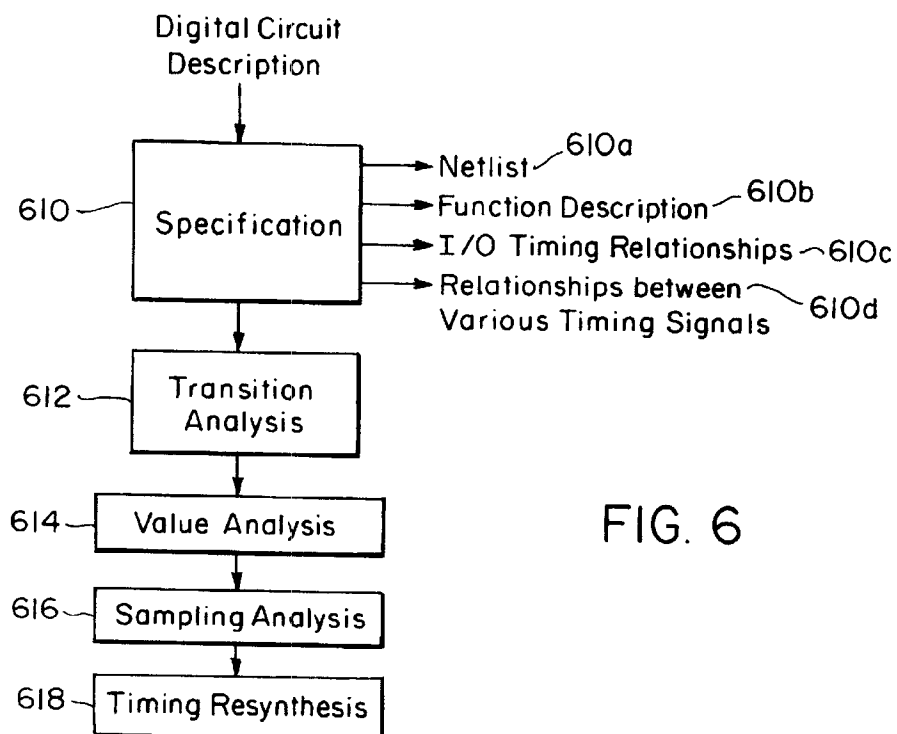 Digital Circuit
Description
610
Specification
Netlist 610a
Function Description 610b
I/O Timing Relationships 610c
Relationships between 610d
Various Timing Signals
612
Transition
Analysis
614
Value Analysis
616
Sampling Analysis
618
Timing Resynthesis
FIG. 6